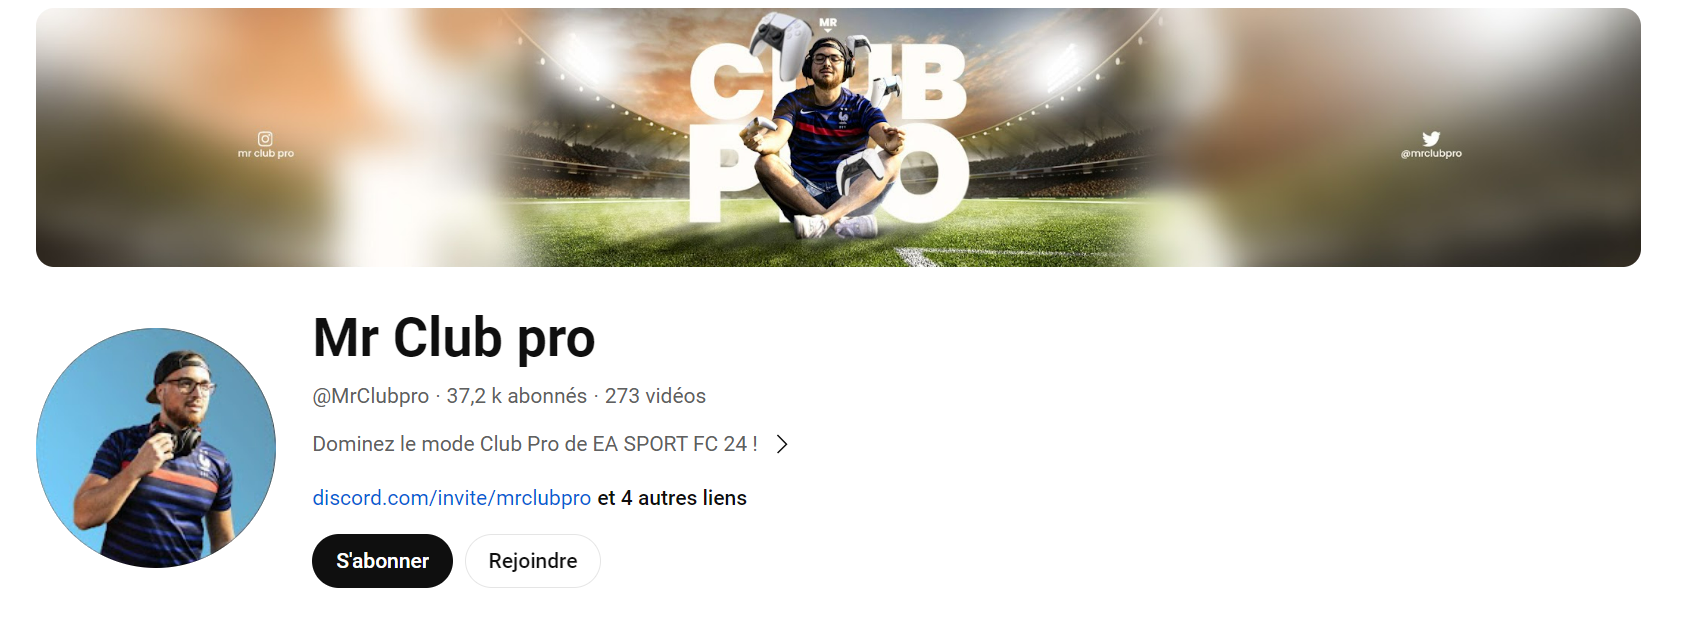 MR
CLUB
PRO
mr club pro
@mrclubpro
Mr Club pro
@MrClubpro · 37,2 k abonnés · 273 vidéos
Dominez le mode Club Pro de EA SPORT FC 24 !
discord.com/invite/mrclubpro et 4 autres liens
S'abonner
Rejoindre